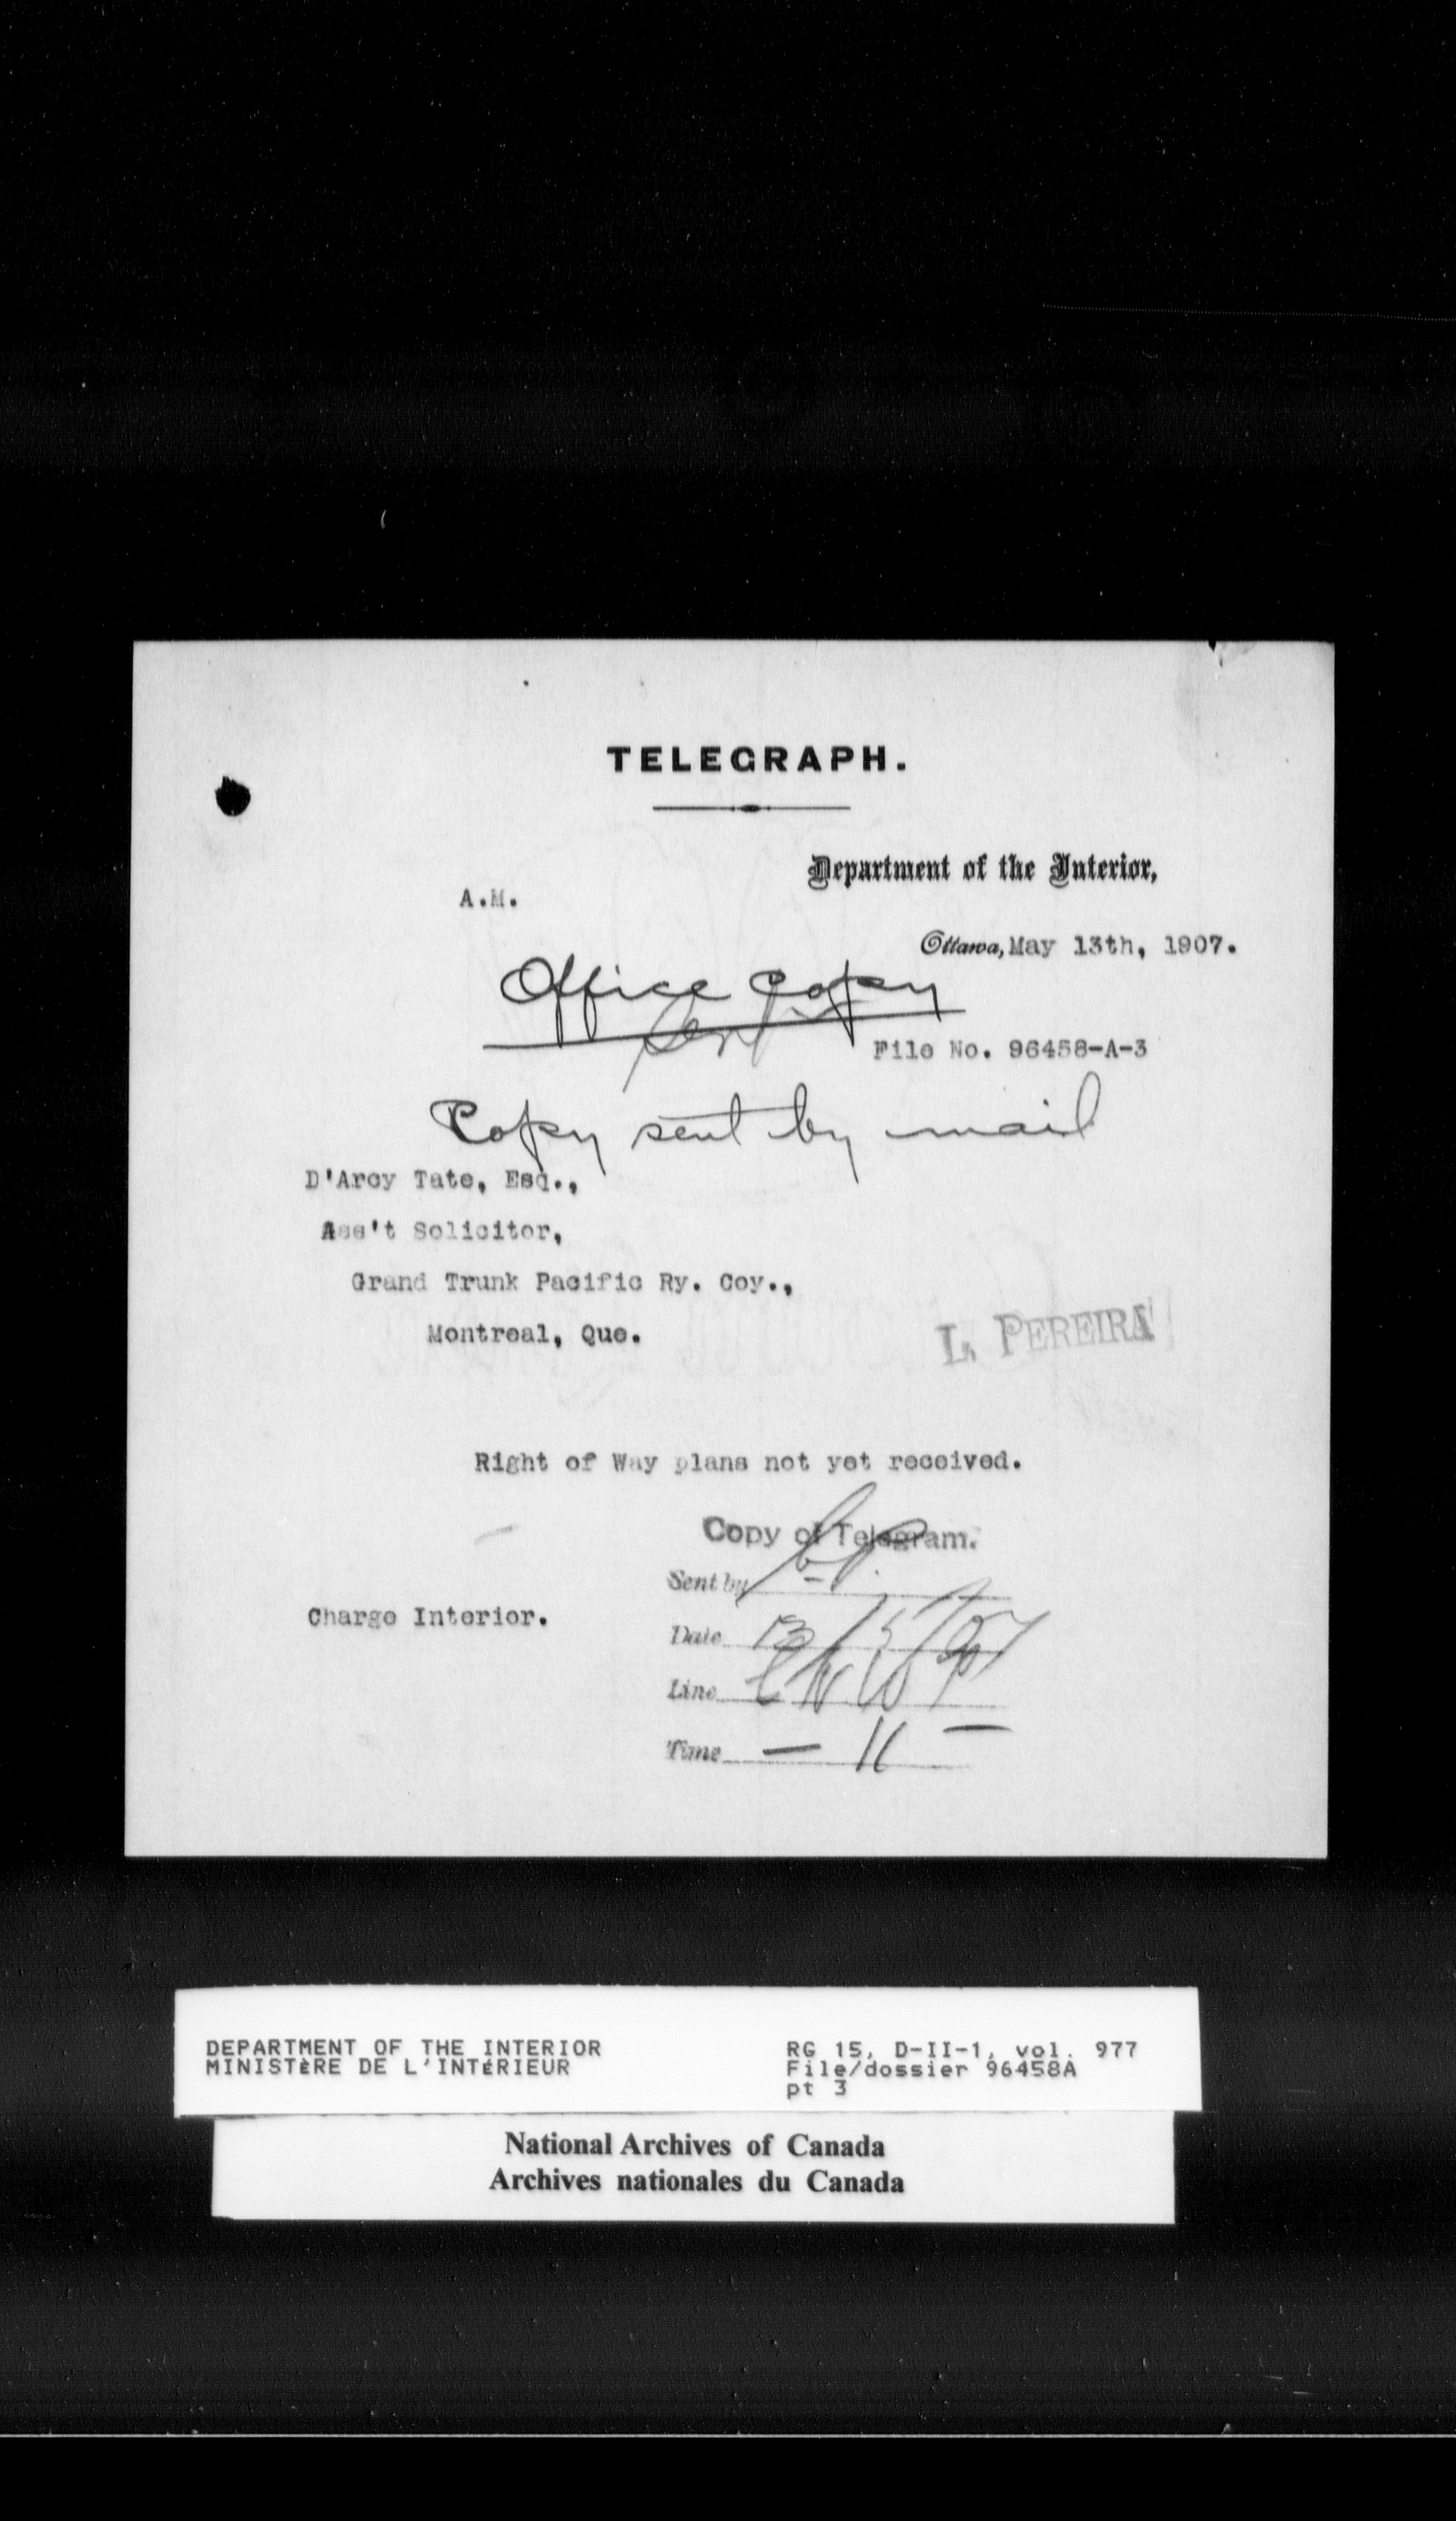 TELEGRAPH.
Department of the Interior,
A.M.
Ottawa, May 13th, 1907.
Office Copy
Sent
File No. 96458-A-3
Copy sent by mail
D'Arcy Tate, Esq.,
Ass't Solicitor,
Grand Trunk Pacific Ry. Coy.,
Montreal, Que.
L. PEREIRA
Right of Way plans not yet received.
Copy of Telegram.
Sent by
Charge Interior.
Date 13/5/07
Line
Time — 11 —
DEPARTMENT OF THE INTERIOR RG 15, D-II-1, vol. 977
MINISTÈRE DE L'INTÉRIEUR File/dossier 96458A
pt 3
National Archives of Canada
Archives nationales du Canada